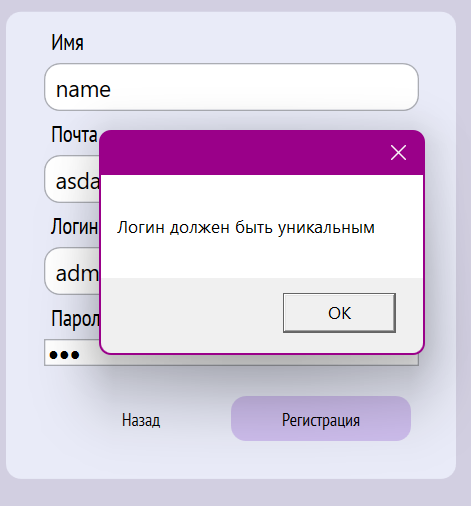 Имя
name
Почта
asda
Логин
Логин должен быть уникальным
adm
Парол
OK
Назад
Регистрация